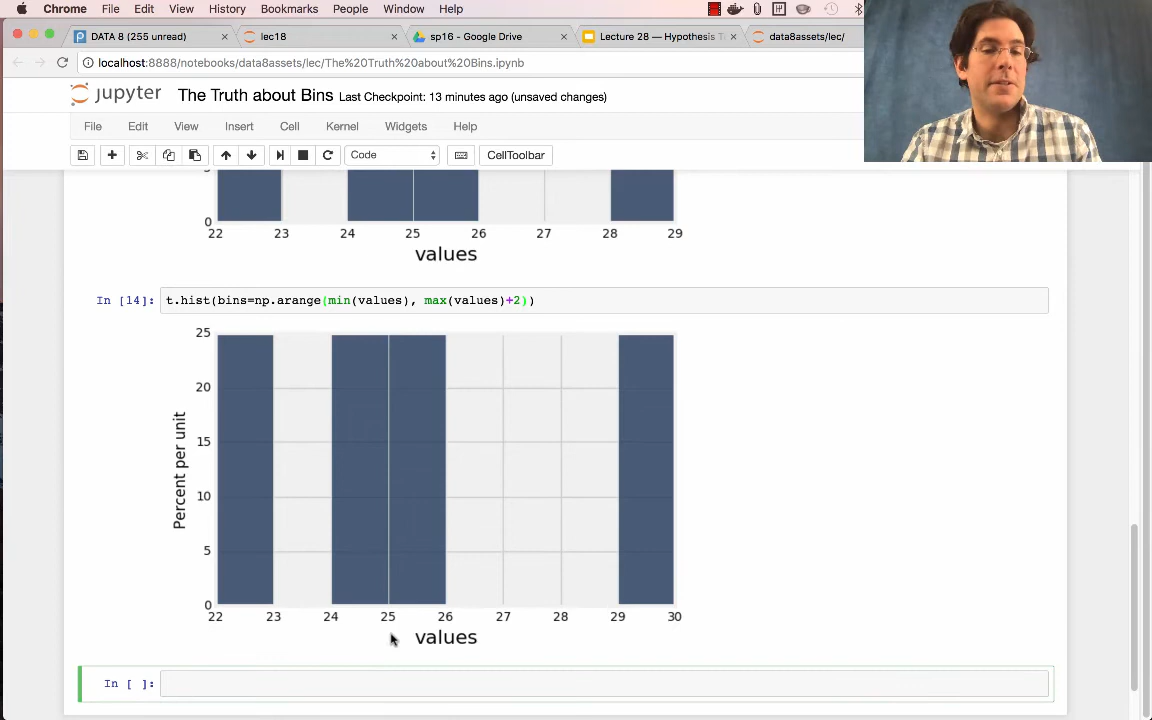 Chrome File Edit View History Bookmarks People Window Help
DATA 8 (255 unread) × lec18 × sp16 - Google Drive × Lecture 28 — Hypothesis × data8assets/lec/
localhost:8888/notebooks/data8assets/lec/The%20Truth%20about%20Bins.ipynb
jupyter The Truth about Bins Last Checkpoint: 13 minutes ago (unsaved changes)
File Edit View Insert Cell Kernel Widgets Help
Code CellToolbar
0
22 23 24 25 26 27 28 29
values
In [14]: t.hist(bins=np.arange(min(values), max(values)+2))
25
20
15
10
5
0
Percent per unit
22 23 24 25 26 27 28 29 30
values
In [ ]: